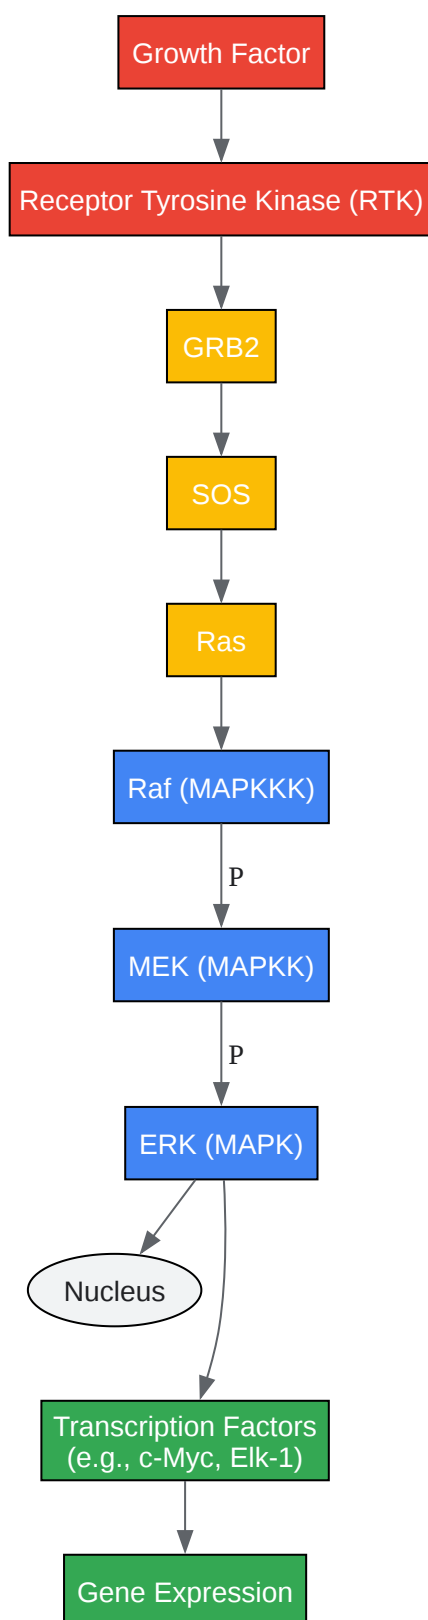 Growth Factor
Receptor Tyrosine Kinase (RTK)
GRB2
SOS
Ras
Raf (MAPKKK)
P
MEK (MAPKK)
P
ERK (MAPK)
Nucleus
Transcription Factors
(e.g., c-Myc, Elk-1)
Gene Expression